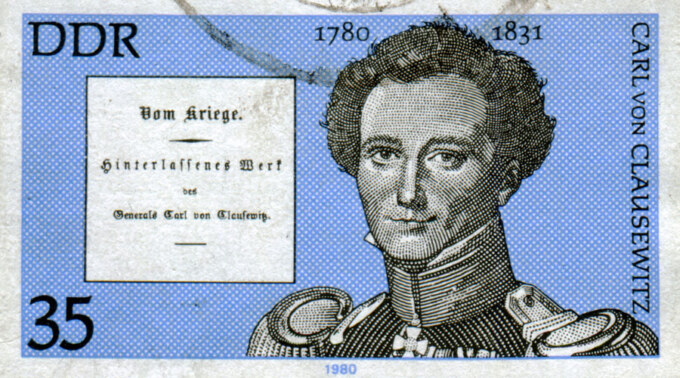 DDR
1780 1831
CARL VON CLAUSEWITZ
Vom Kriege.
Hinterlaſſenes Werk
des
Generals Carl von Clauſewitz.
35
1980